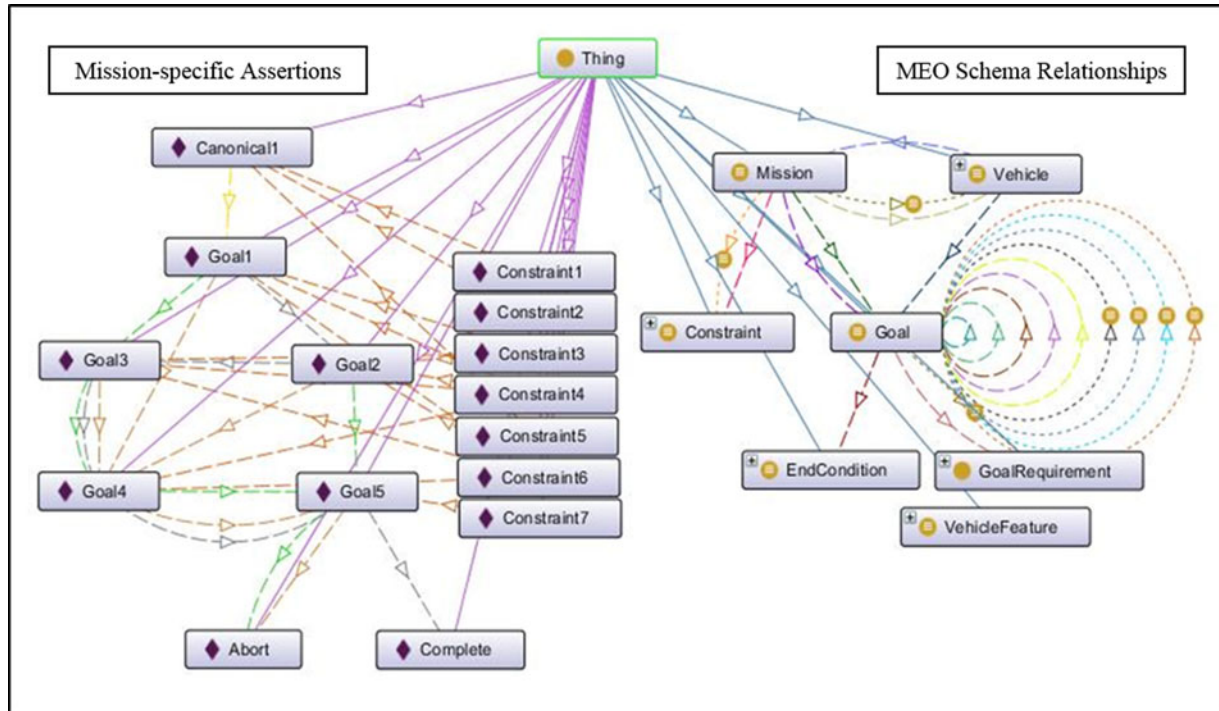 Mission-specific Assertions
Thing
MEO Schema Relationships
Canonical1
Mission
Vehicle
Goal1
Constraint1
Constraint2
Constraint3
Constraint4
Constraint5
Constraint6
Constraint7
Goal3
Goal2
Goal4
Goal5
Abort
Complete
Constraint
Goal
EndCondition
GoalRequirement
VehicleFeature